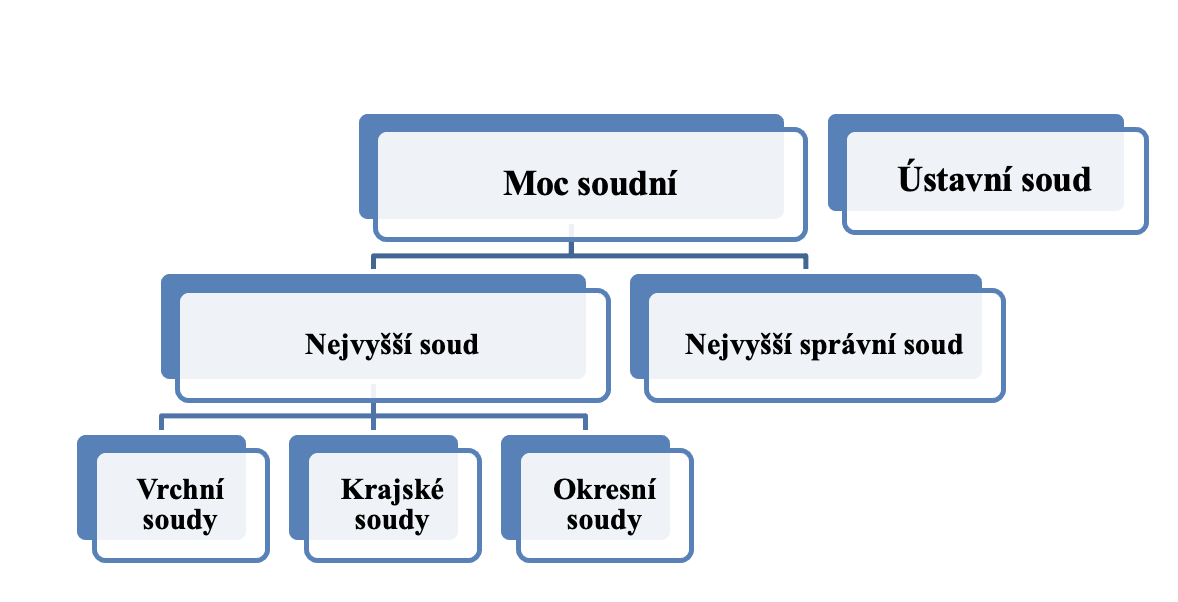 Moc soudní
Ústavní soud
Nejvyšší soud
Nejvyšší správní soud
Vrchní
soudy
Krajské
soudy
Okresní
soudy